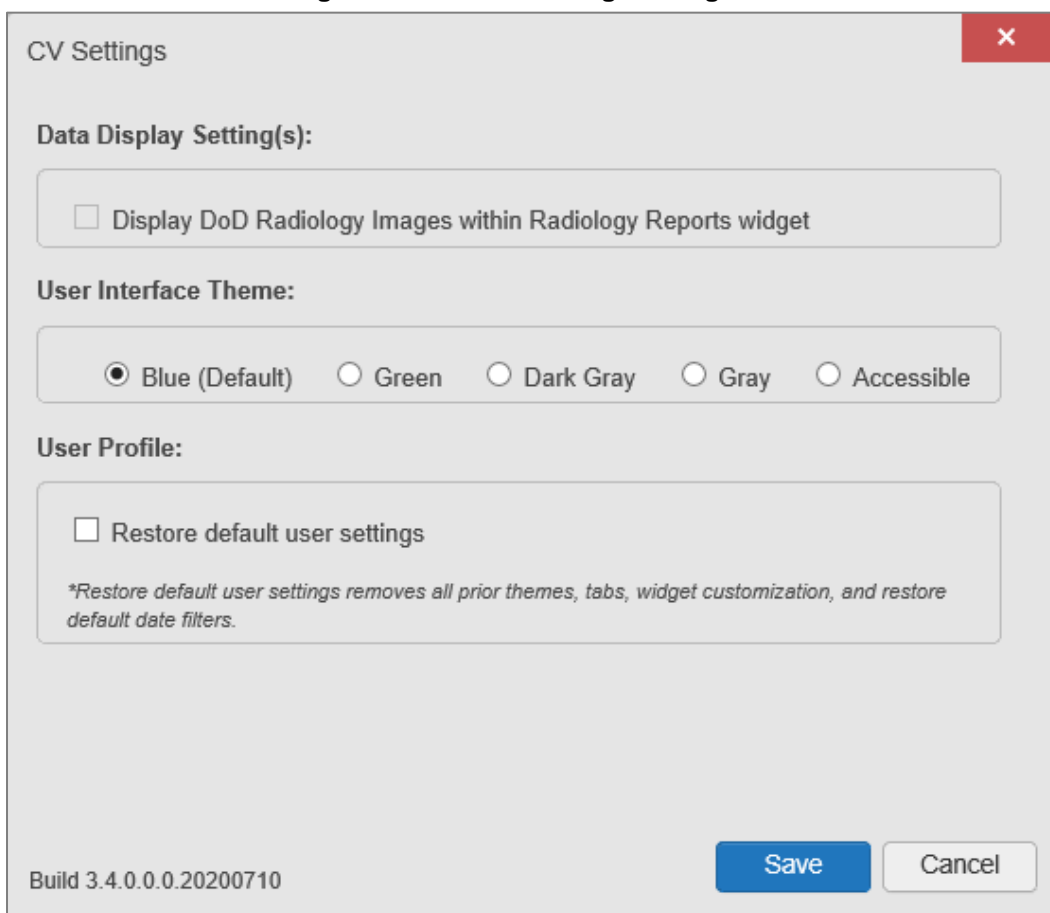 CV Settings
Data Display Setting(s):
Display DoD Radiology Images within Radiology Reports widget
User Interface Theme:
Blue (Default) Green Dark Gray Gray Accessible
User Profile:
Restore default user settings
*Restore default user settings removes all prior themes, tabs, widget customization, and restore
default date filters.
Save Cancel
Build 3.4.0.0.0.20200710